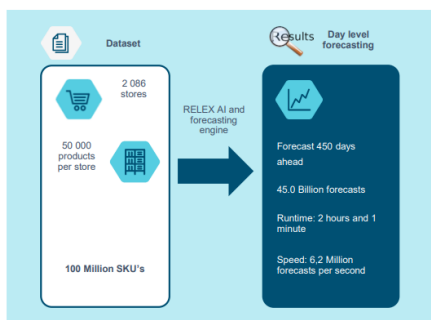 Dataset
2 086
stores
50 000
products
per store
100 Million SKU's
RELEX AI and
forecasting
engine
Results
Day level
forecasting
Forecast 450 days
ahead
45.0 Billion forecasts
Runtime: 2 hours and 1
minute
Speed: 6,2 Million
forecasts per second